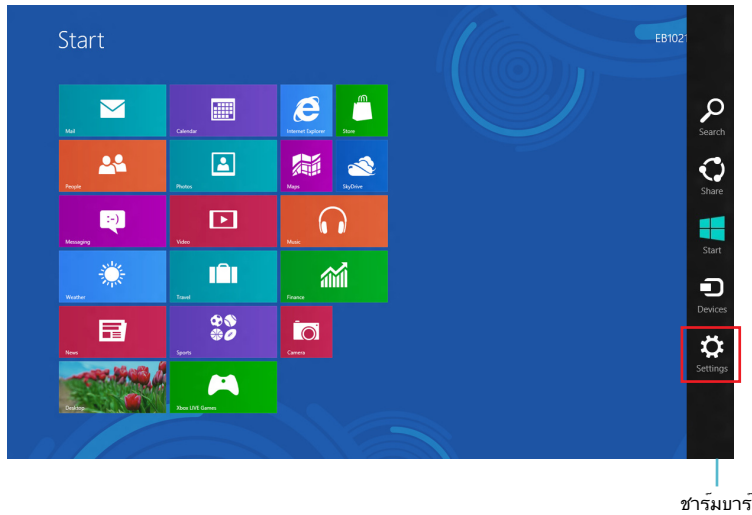 Start
EB1021
Mail
Calendar
Internet Explorer
Store
People
Photos
Maps
SkyDrive
Messaging
Video
Music
Weather
Travel
Finance
News
Sports
Camera
Desktop
Xbox LIVE Games
Search
Share
Start
Devices
Settings
ชาร์มบาร์